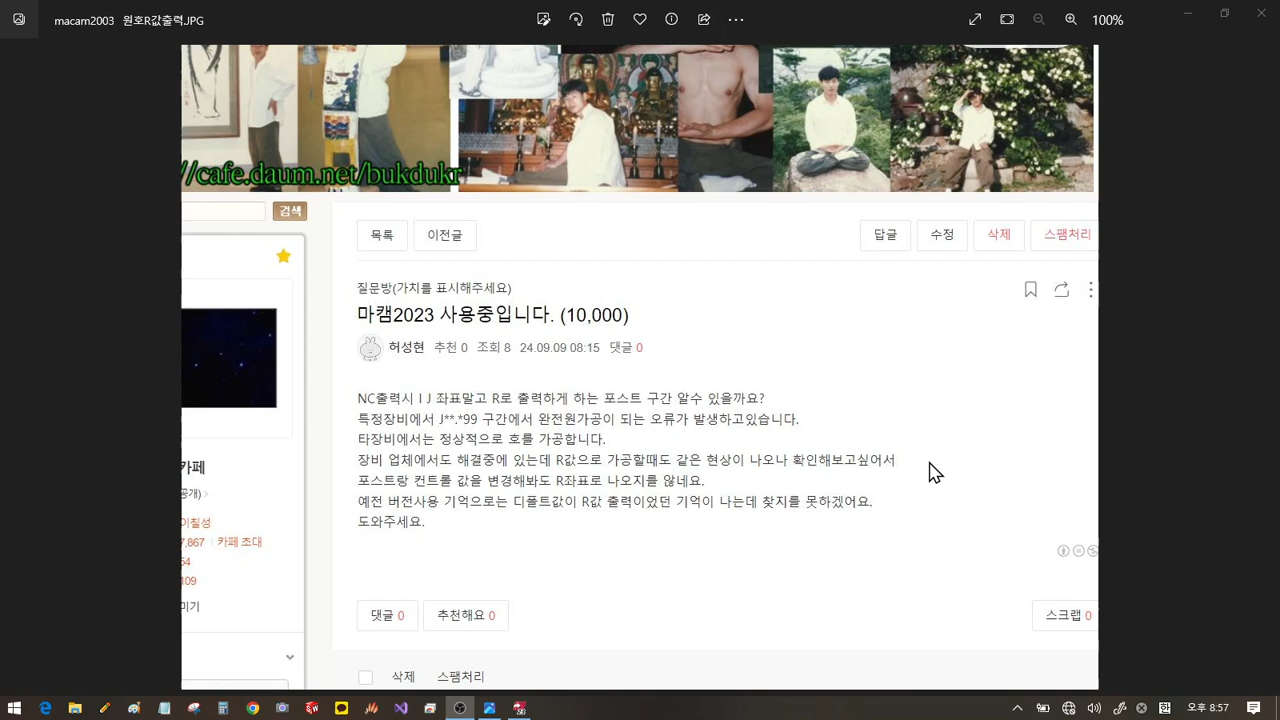 macam2003 원호R값출력.JPG
100%
//cafe.daum.net/bukdukr
검색
목록 이전글 답글 수정 삭제 스팸처리
질문방(가치를 표시해주세요)
마캠2023 사용중입니다. (10,000)
허성현 추천 0 조회 8 24.09.09 08:15 댓글 0
NC출력시 I J 좌표말고 R로 출력하게 하는 포스트 구간 알수 있을까요?
특정장비에서 J**.*99 구간에서 완전원가공이 되는 오류가 발생하고있습니다.
타장비에서는 정상적으로 호를 가공합니다.
장비 업체에서도 해결중에 있는데 R값으로 가공할때도 같은 현상이 나오나 확인해보고싶어서
포스트랑 컨트롤 값을 변경해봐도 R좌표로 나오지를 않네요.
예전 버전사용 기억으로는 디폴트값이 R값 출력이었던 기억이 나는데 찾지를 못하겠어요.
도와주세요.
카페
공개)
이칠성
7,867 카페 초대
54
109
미기
댓글 0 추천해요 0 스크랩 0
삭제 스팸처리
한 오후 8:57